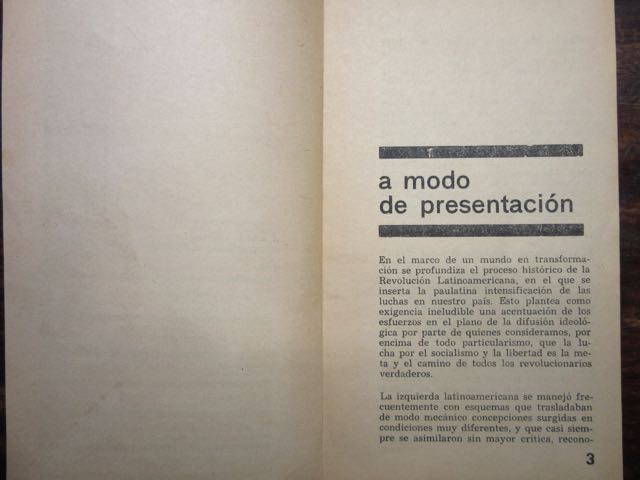 a modo
de presentación
En el marco de un mundo en transforma-
ción se profundiza el proceso histórico de la
Revolución Latinoamericana, en el que se
inserta la paulatina intensificación de las
luchas en nuestro país. Esto plantea como
exigencia ineludible una acentuación de los
esfuerzos en el plano de la difusión ideoló-
gica por parte de quienes consideramos, por
encima de todo particularismo, que la lu-
cha por el socialismo y la libertad es la me-
ta y el camino de todos los revolucionarios
verdaderos.
La izquierda latinoamericana se manejó fre-
cuentemente con esquemas que trasladaban
de modo mecánico concepciones surgidas en
condiciones muy diferentes, y que casi siem-
pre se asimilaron sin mayor crítica, recono-
3